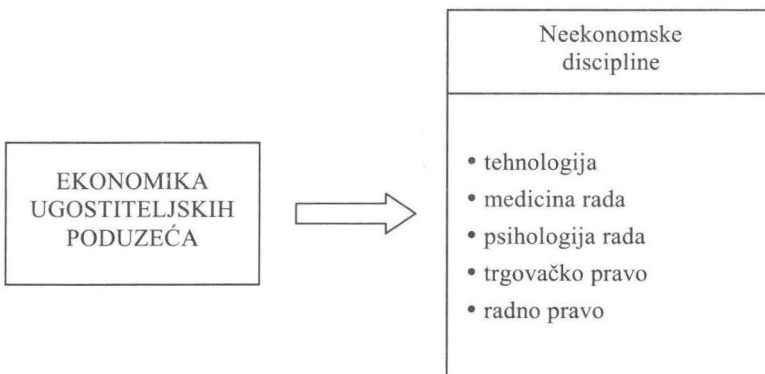 Neekonomske
discipline
EKONOMIKA
UGOSTITELJSKIH
PODUZEĆA
• tehnologija
• medicina rada
• psihologija rada
• trgovačko pravo
• radno pravo